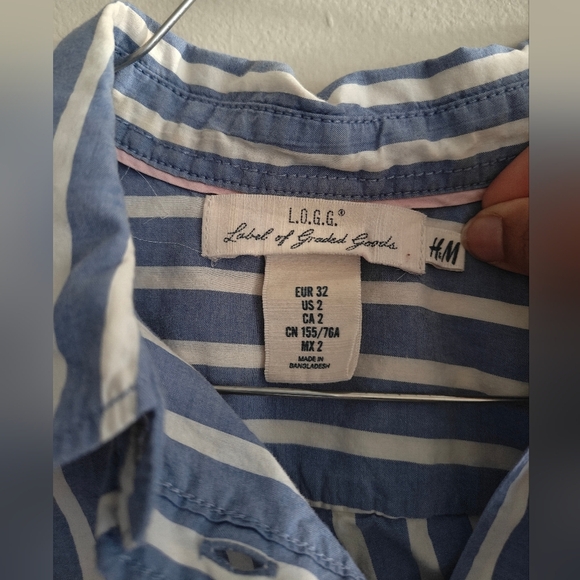 L.O.G.G.®
Label of Graded Goods
H&M
EUR 32
US 2
CA 2
CN 155/76A
MX 2
MADE IN
BANGLADESH